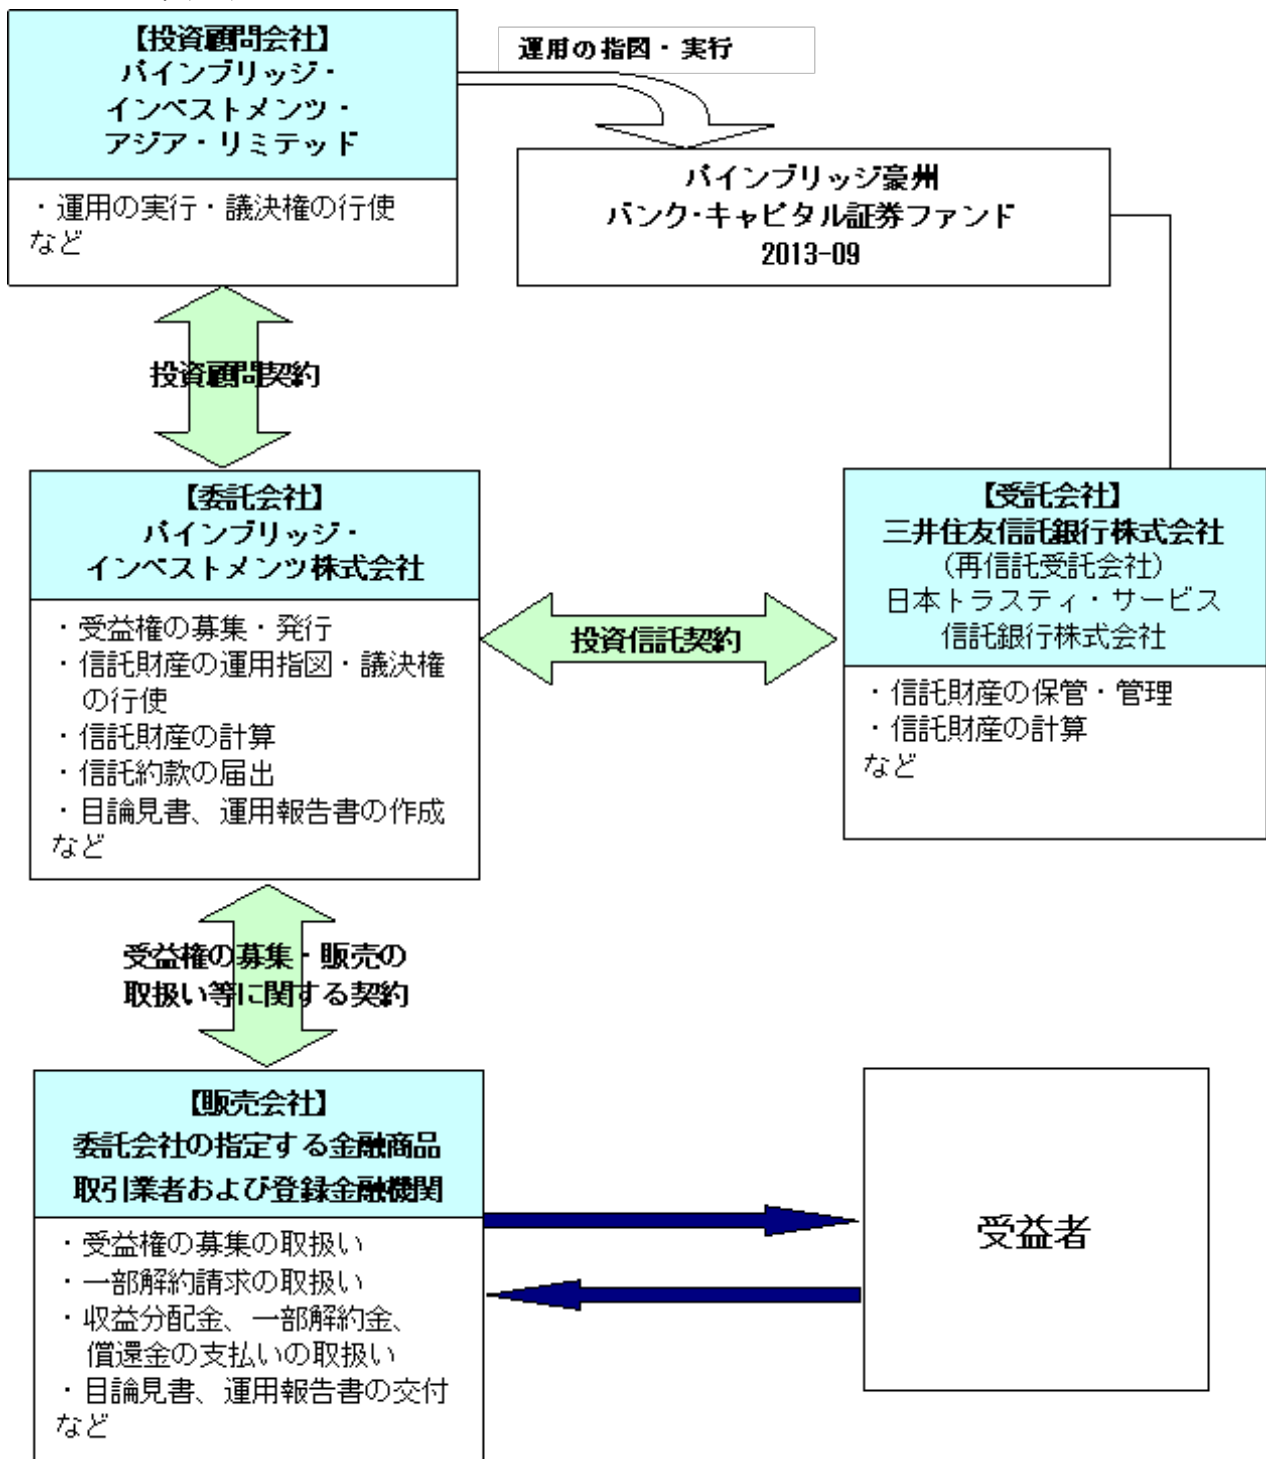 【投資顧問会社】
パインブリッジ・
インベストメンツ・
アジア・リミテッド
・運用の実行・議決権の行使
など
運用の指図・実行
パインブリッジ豪州
バンク・キャピタル証券ファンド
2013-09
投資顧問契約
【委託会社】
パインブリッジ・
インベストメンツ株式会社
・受益権の募集・発行
・信託財産の運用指図・議決権
の行使
・信託財産の計算
・信託約款の届出
・目論見書、運用報告書の作成
など
投資信託契約
【受託会社】
三井住友信託銀行株式会社
（再信託受託会社）
日本トラスティ・サービス
信託銀行株式会社
・信託財産の保管・管理
・信託財産の計算
など
受益権の募集・販売の
取扱い等に関する契約
【販売会社】
委託会社の指定する金融商品
取引業者および登録金融機関
・受益権の募集の取扱い
・一部解約請求の取扱い
・収益分配金、一部解約金、
償還金の支払いの取扱い
・目論見書、運用報告書の交付
など
受益者